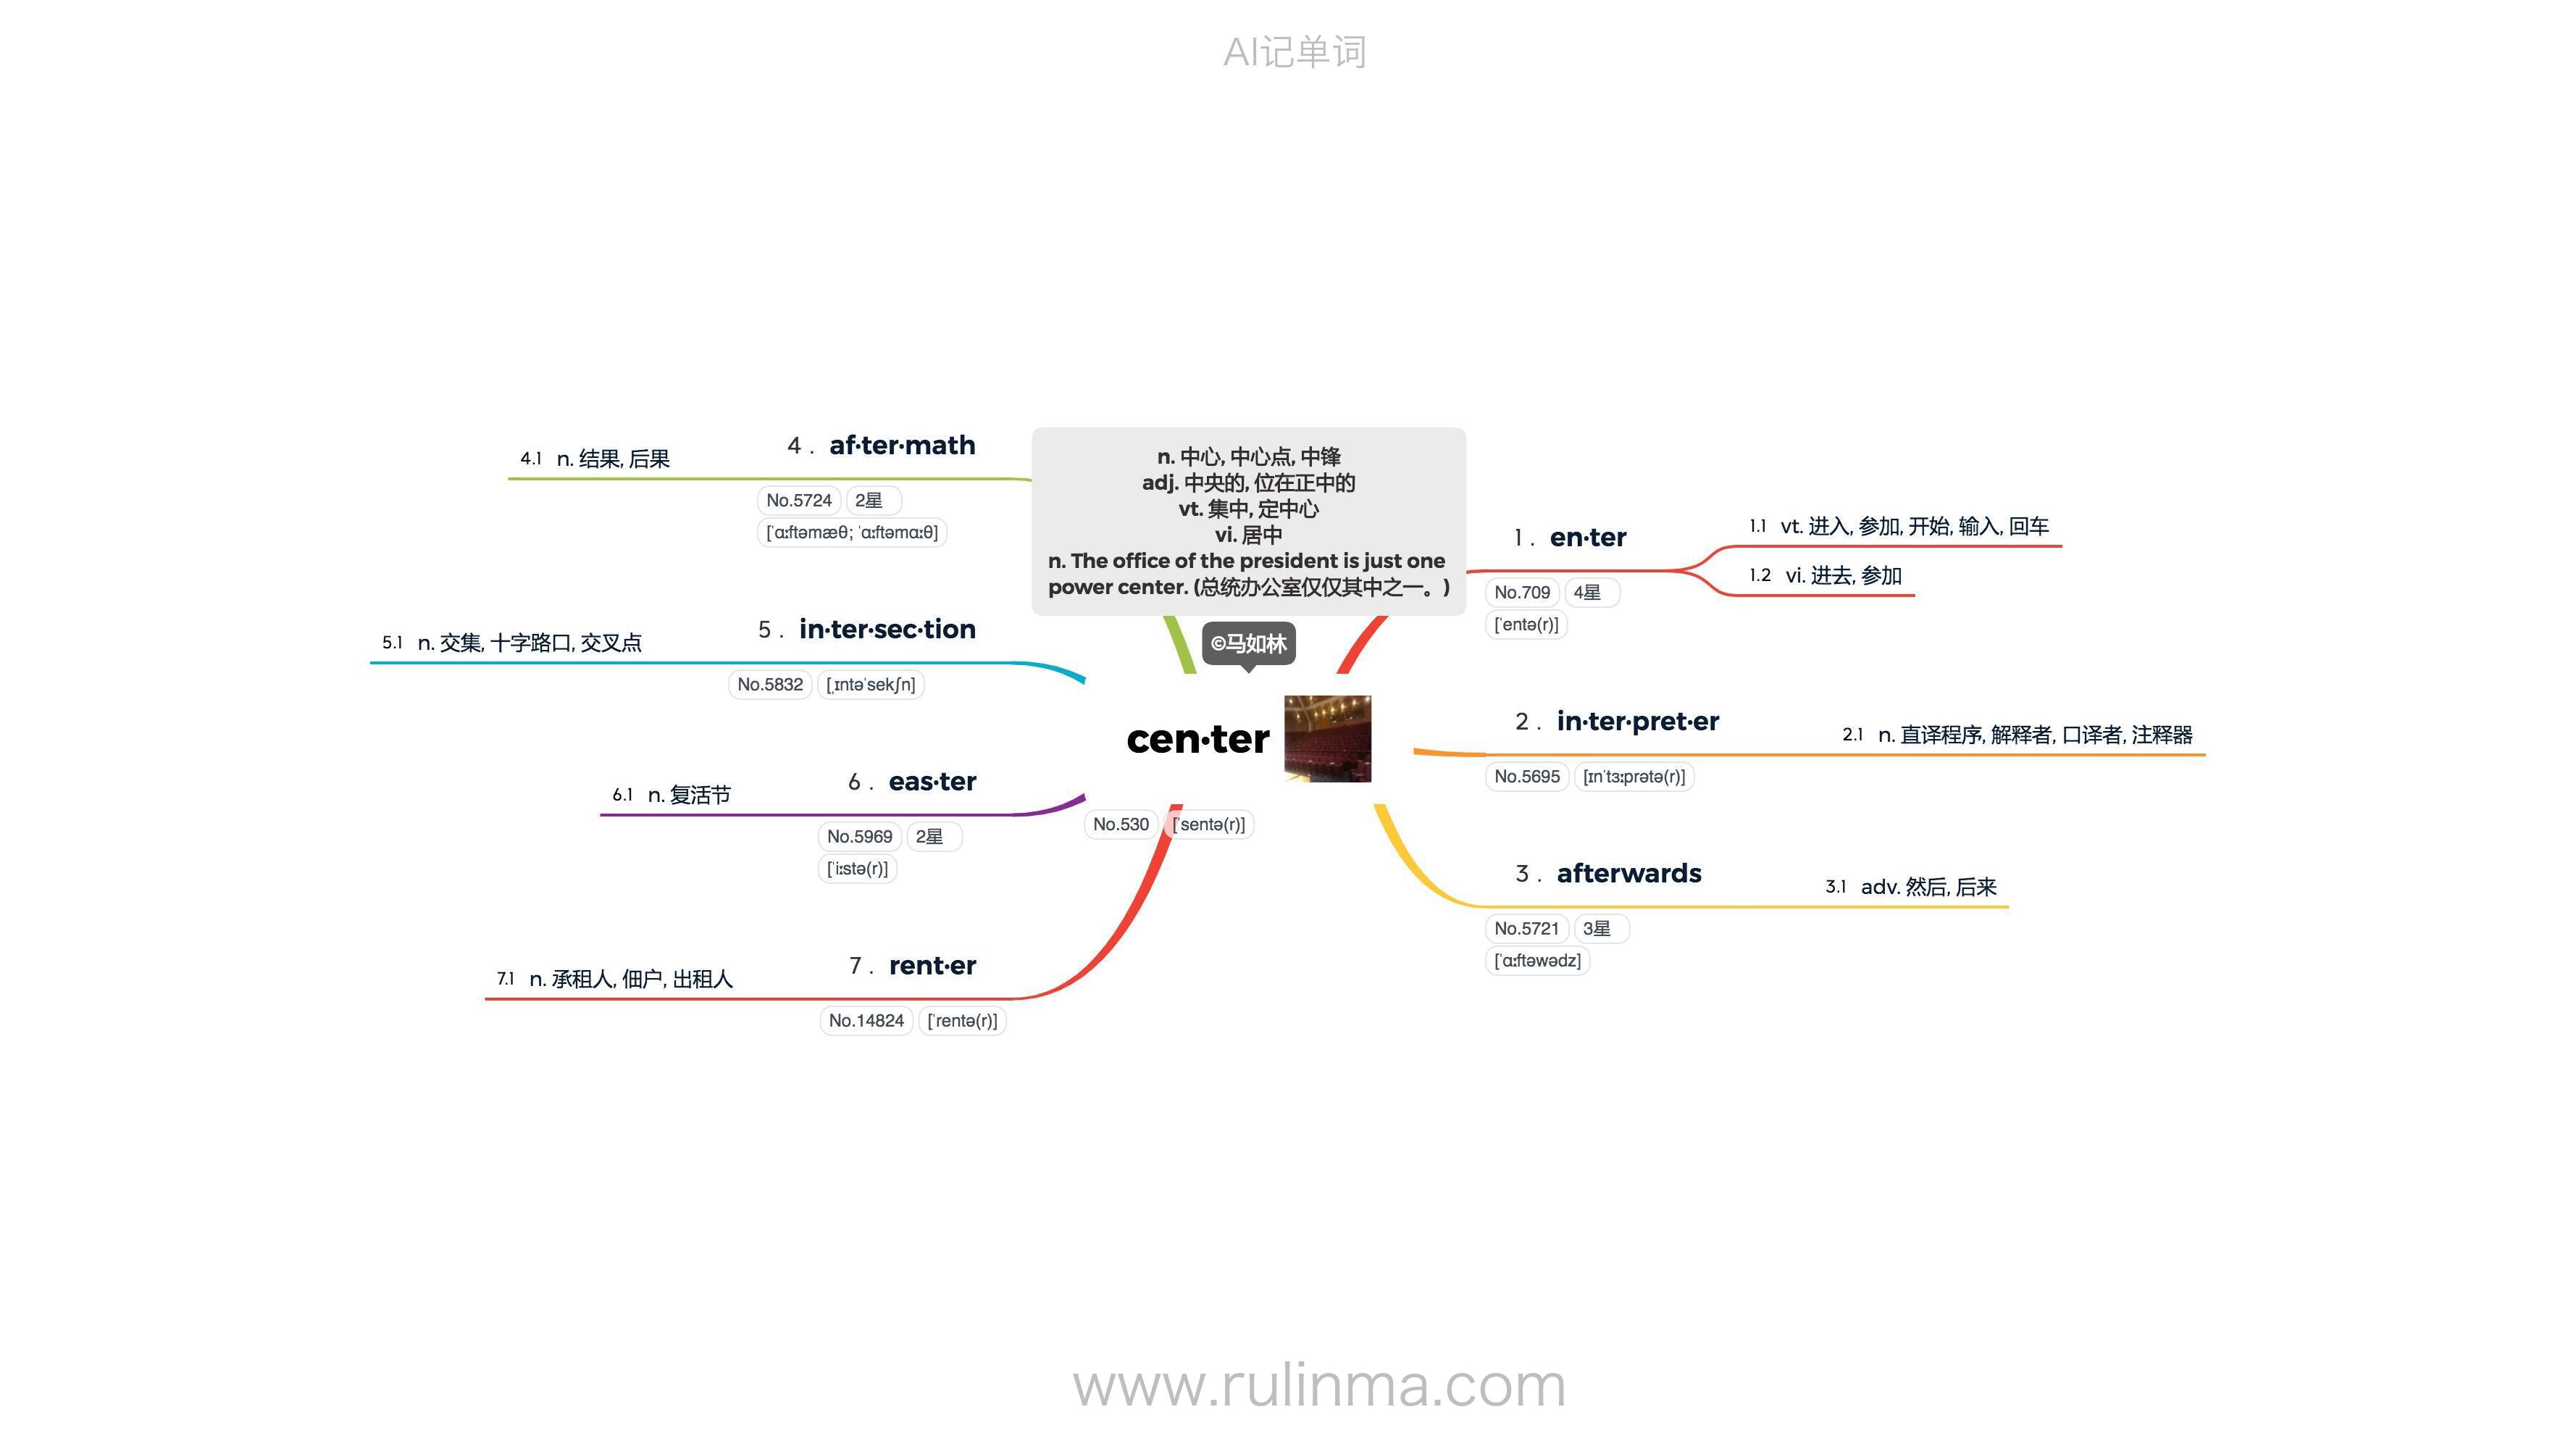 AI记单词
n. 中心, 中心点, 中锋
adj. 中央的, 位在正中的
vt. 集中, 定中心
vi. 居中
n. The office of the president is just one
power center. (总统办公室仅仅其中之一。)
©马如林
cen·ter
No.530 [ˈsentə(r)]
1 . en·ter
No.709 4星
[ˈentə(r)]
1.1 vt. 进入, 参加, 开始, 输入, 回车
1.2 vi. 进去, 参加
2 . in·ter·pret·er
No.5695 [ɪnˈtɜːprətə(r)]
2.1 n. 直译程序, 解释者, 口译者, 注释器
3 . afterwards
No.5721 3星
[ˈɑːftəwədz]
3.1 adv. 然后, 后来
4 . af·ter·math
No.5724 2星
[ˈɑːftəmæθ; ˈɑːftəmɑːθ]
4.1 n. 结果, 后果
5 . in·ter·sec·tion
No.5832 [ˌɪntəˈsekʃn]
5.1 n. 交集, 十字路口, 交叉点
6 . eas·ter
No.5969 2星
[ˈiːstə(r)]
6.1 n. 复活节
7 . rent·er
No.14824 [ˈrentə(r)]
7.1 n. 承租人, 佃户, 出租人
www.rulinma.com